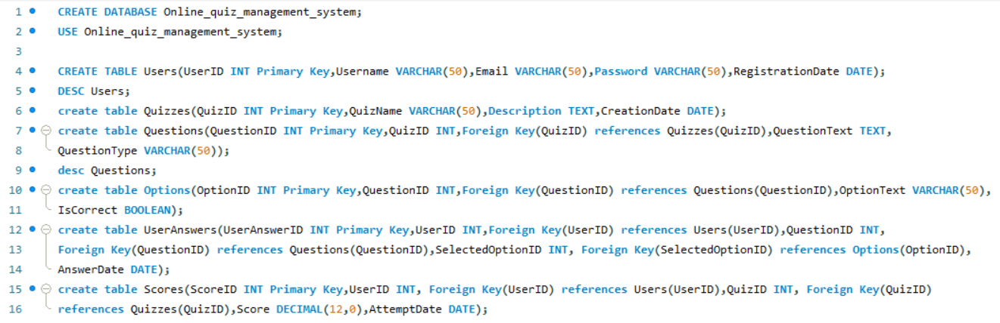 1 CREATE DATABASE Online_quiz_management_system;
2 USE Online_quiz_management_system;
3
4 CREATE TABLE Users(UserID INT Primary Key,Username VARCHAR(50),Email VARCHAR(50),Password VARCHAR(50),RegistrationDate DATE);
5 DESC Users;
6 create table Quizzes(QuizID INT Primary Key,QuizName VARCHAR(50),Description TEXT,CreationDate DATE);
7 create table Questions(QuestionID INT Primary Key,QuizID INT,Foreign Key(QuizID) references Quizzes(QuizID),QuestionText TEXT,
8 QuestionType VARCHAR(50));
9 desc Questions;
10 create table Options(OptionID INT Primary Key,QuestionID INT,Foreign Key(QuestionID) references Questions(QuestionID),OptionText VARCHAR(50),
11 IsCorrect BOOLEAN);
12 create table UserAnswers(UserAnswerID INT Primary Key,UserID INT,Foreign Key(UserID) references Users(UserID),QuestionID INT,
13 Foreign Key(QuestionID) references Questions(QuestionID),SelectedOptionID INT, Foreign Key(SelectedOptionID) references Options(OptionID),
14 AnswerDate DATE);
15 create table Scores(ScoreID INT Primary Key,UserID INT, Foreign Key(UserID) references Users(UserID),QuizID INT, Foreign Key(QuizID)
16 references Quizzes(QuizID),Score DECIMAL(12,0),AttemptDate DATE);